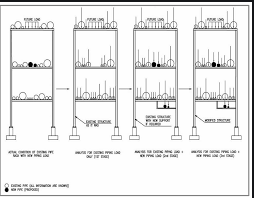 FUTURE LOAD
FUTURE LOAD
FUTURE LOAD
FUTURE LOAD
EXISTING STRUCTURE
AS IT WAS
EXISTING STRUCTURE
WITH NEW SUPPORT
IF REQUIRED
MODIFIED STRUCTURE
ACTUAL CONDITION OF EXISTING PIPE
RACK WITH NEW PIPING LOAD
ANALYSIS FOR EXISTING PIPING LOAD
ONLY (1ST STAGE)
ANALYSIS FOR EXISTING PIPING LOAD +
NEW PIPING LOAD (2nd STAGE)
ANALYSIS FOR EXISTING PIPING LOAD +
NEW PIPING LOAD (3rd STAGE)
EXISTING PIPE (ALL INFORMATION ARE KNOWN)
NEW PIPE (PROPOSED)